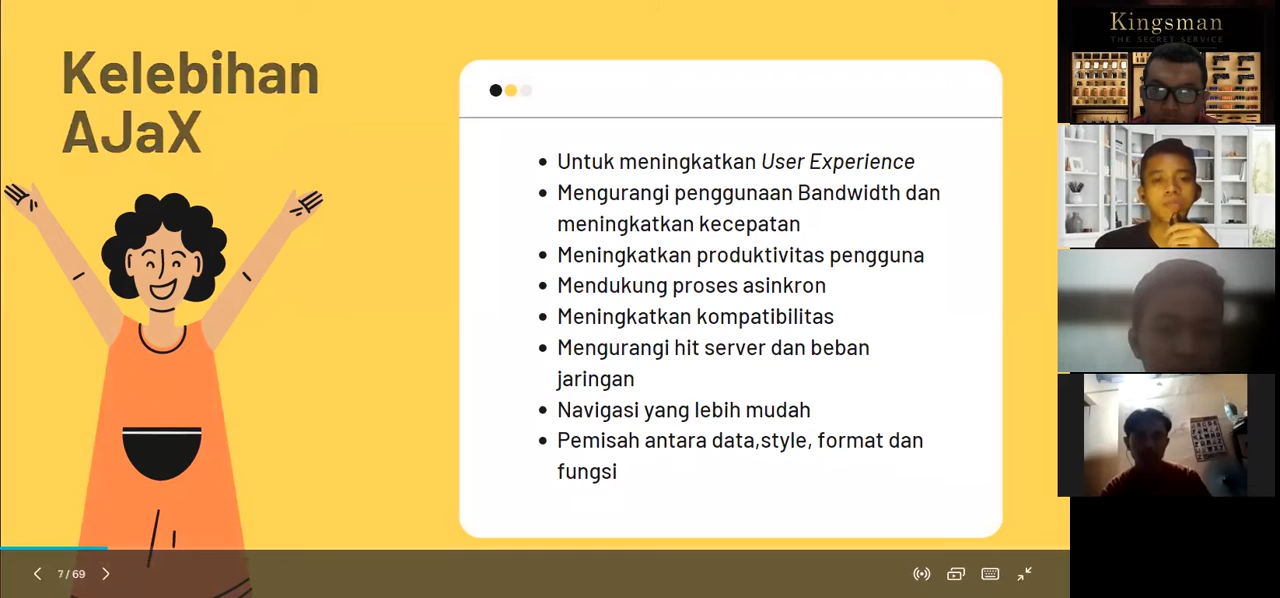 Kelebihan
AJaX
Untuk meningkatkan User Experience
Mengurangi penggunaan Bandwidth dan
meningkatkan kecepatan
Meningkatkan produktivitas pengguna
Mendukung proses asinkron
Meningkatkan kompatibilitas
Mengurangi hit server dan beban
jaringan
Navigasi yang lebih mudah
Pemisah antara data,style, format dan
fungsi
7 / 69
Kingsman
THE SECRET SERVICE